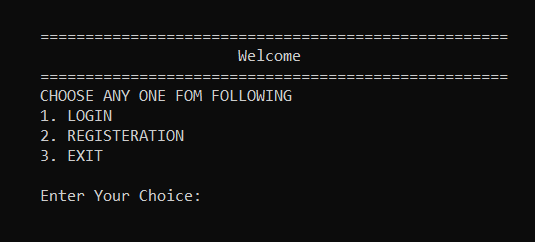 ====================================================
Welcome
====================================================
CHOOSE ANY ONE FOM FOLLOWING
1. LOGIN
2. REGISTERATION
3. EXIT
Enter Your Choice: